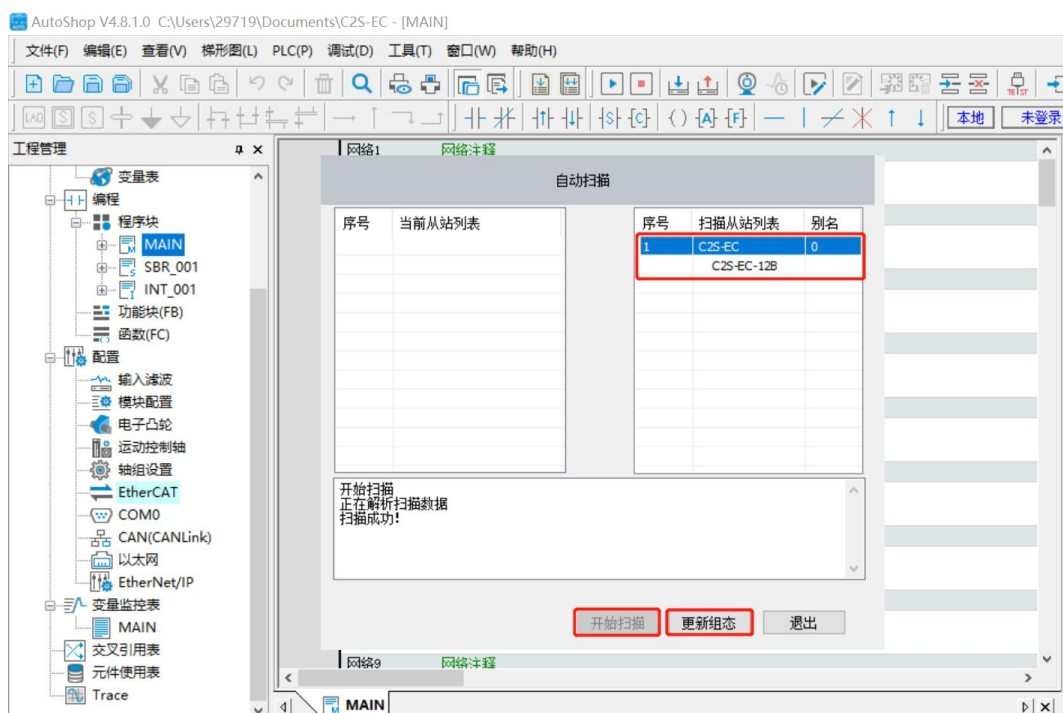 AutoShop V4.8.1.0 C:\Users\29719\Documents\C2S-EC - [MAIN]
文件(F) 编辑(E) 查看(V) 梯形图(L) PLC(P) 调试(D) 工具(T) 窗口(W) 帮助(H)
TEST
LAD S S S C ( ) A F 本地 未登录
工程管理
变量表
编程
程序块
MAIN
SBR_001
INT_001
功能块(FB)
函数(FC)
配置
输入滤波
模块配置
电子凸轮
运动控制轴
轴组设置
EtherCAT
COM0
CAN(CANLink)
以太网
EtherNet/IP
变量监控表
MAIN
交叉引用表
元件使用表
Trace
网络1 网络注释
自动扫描
序号 当前从站列表
序号 扫描从站列表 别名
1 C2S-EC 0
C2S-EC-12B
开始扫描
正在解析扫描数据
扫描成功!
开始扫描 更新组态 退出
网络9 网络注释
MAIN